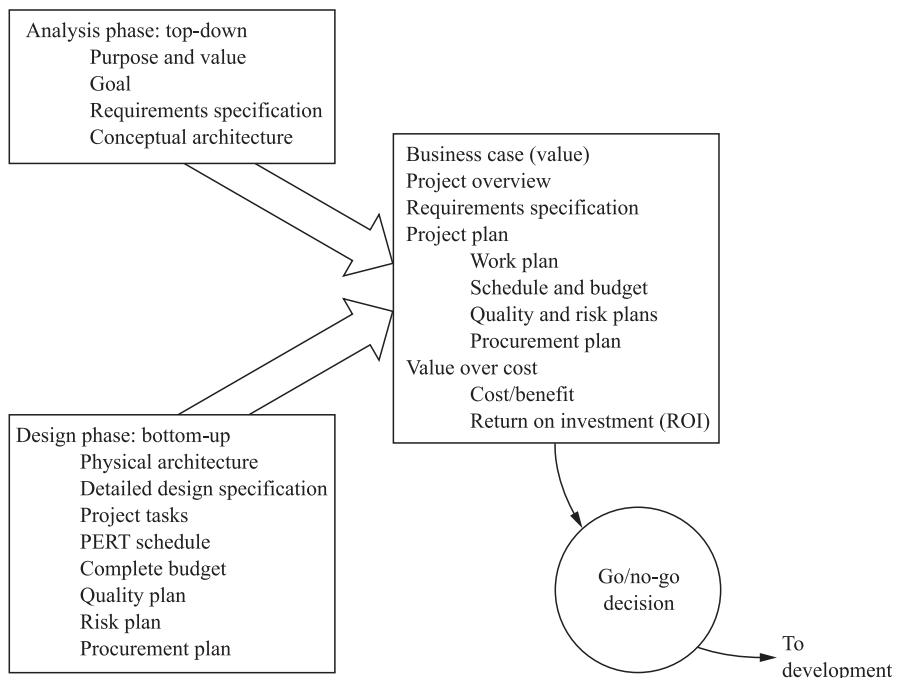 Analysis phase: top-down
Purpose and value
Goal
Requirements specification
Conceptual architecture
Business case (value)
Project overview
Requirements specification
Project plan
Work plan
Schedule and budget
Quality and risk plans
Procurement plan
Value over cost
Cost/benefit
Return on investment (ROI)
Design phase: bottom-up
Physical architecture
Detailed design specification
Project tasks
PERT schedule
Complete budget
Quality plan
Risk plan
Procurement plan
Go/no-go
decision
To
development